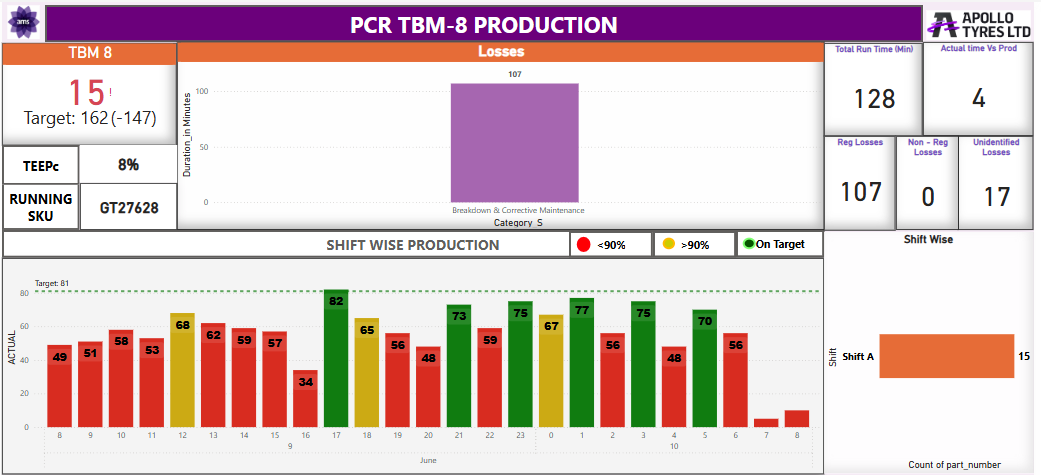 ams
PCR TBM-8 PRODUCTION
APOLLO
TYRES LTD
TBM 8
15!
Target: 162 (-147)
TEEPc
8%
RUNNING
SKU
GT27628
Losses
107
Duration_in Minutes
100
50
0
Breakdown & Corrective Maintenance
Category_S
Total Run Time (Min)
128
Actual time Vs Prod
4
Reg Losses
107
Non - Reg
Losses
0
Unidentified
Losses
17
SHIFT WISE PRODUCTION
<90%
>90%
On Target
Target: 81
ACTUAL
80
60
40
20
0
49 51 58 53 68 62 59 57 34 82 65 56 48 73 59 75 67 77 56 75 48 70 56
8 9 10 11 12 13 14 15 16 17 18 19 20 21 22 23 0 1 2 3 4 5 6 7 8
9 10
June
Shift Wise
Shift
Shift A
15
Count of part_number